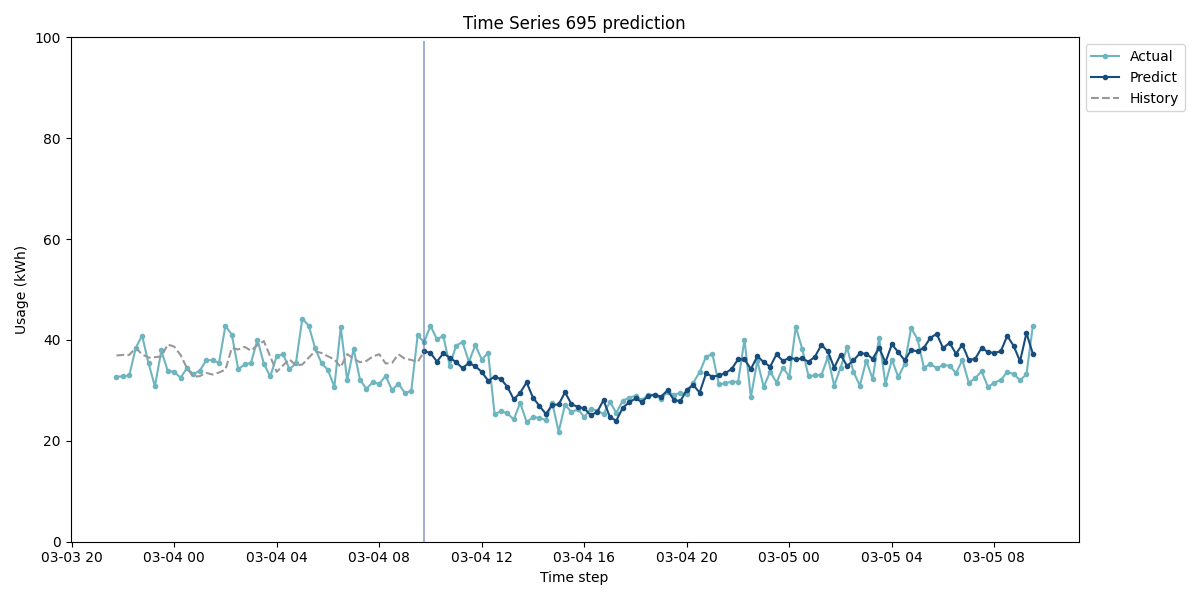 Time Series 695 prediction
100
80
60
40
20
0
Usage (kWh)
03-03 20 03-04 00 03-04 04 03-04 08 03-04 12 03-04 16 03-04 20 03-05 00 03-05 04 03-05 08
Time step
Actual
Predict
History